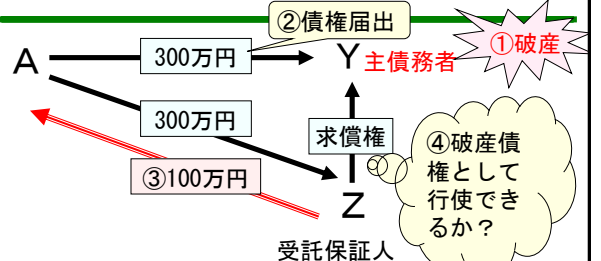 ②債権届出
①破産
A
300万円
Y
主債務者
300万円
求償権
③100万円
④破産債
権として
行使でき
るか？
Z
受託保証人